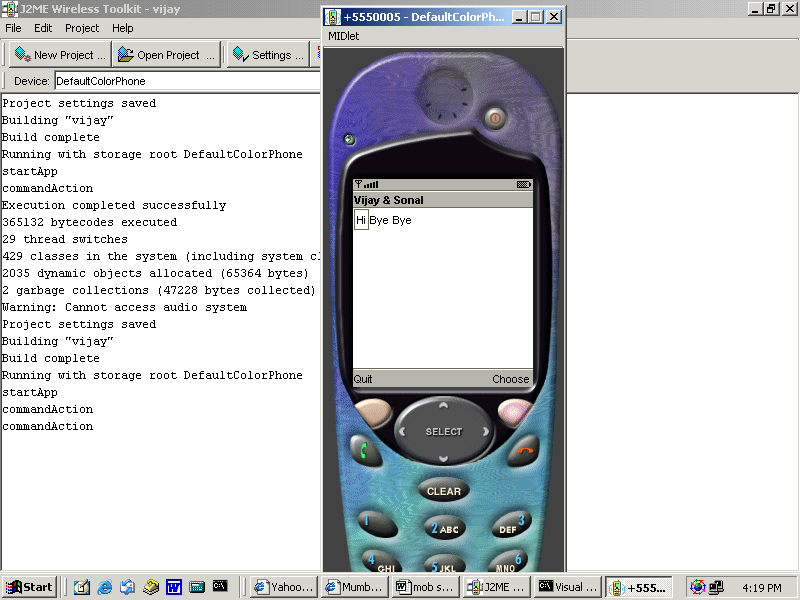 J2ME Wireless Toolkit - vijay
File Edit Project Help
New Project ... Open Project ... Settings ...
Device: DefaultColorPhone
Project settings saved
Building "vijay"
Build complete
Running with storage root DefaultColorPhone
startApp
commandAction
Execution completed successfully
365132 bytecodes executed
29 thread switches
429 classes in the system (including system cl
2035 dynamic objects allocated (65364 bytes)
2 garbage collections (47228 bytes collected)
Warning: Cannot access audio system
Project settings saved
Building "vijay"
Build complete
Running with storage root DefaultColorPhone
startApp
commandAction
commandAction
+5550005 - DefaultColorPh...
MIDlet
Vijay & Sonal
Hi Bye Bye
Quit Choose
SELECT
CLEAR
1 2 ABC DEF 3
4 GHI 5 JKL MNO 6
Start Yahoo... Mumb... mob s... J2ME ... Visual ... +555... 4:19 PM